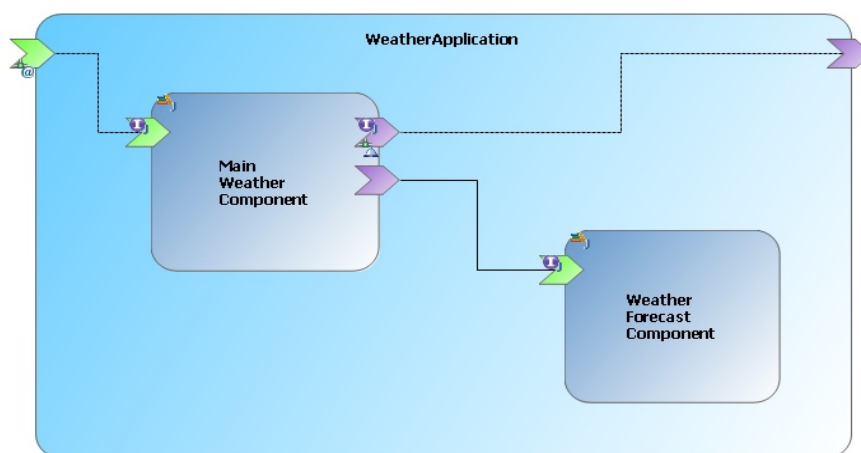 WeatherApplication
Main
Weather
Component
Weather
Forecast
Component